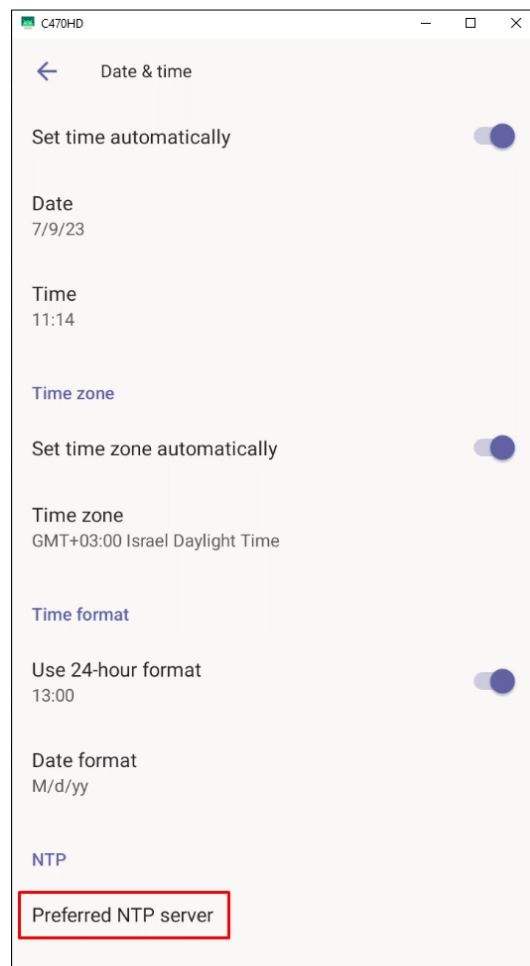 C470HD
Date & time
Set time automatically
Date
7/9/23
Time
11:14
Time zone
Set time zone automatically
Time zone
GMT+03:00 Israel Daylight Time
Time format
Use 24-hour format
13:00
Date format
M/d/yy
NTP
Preferred NTP server